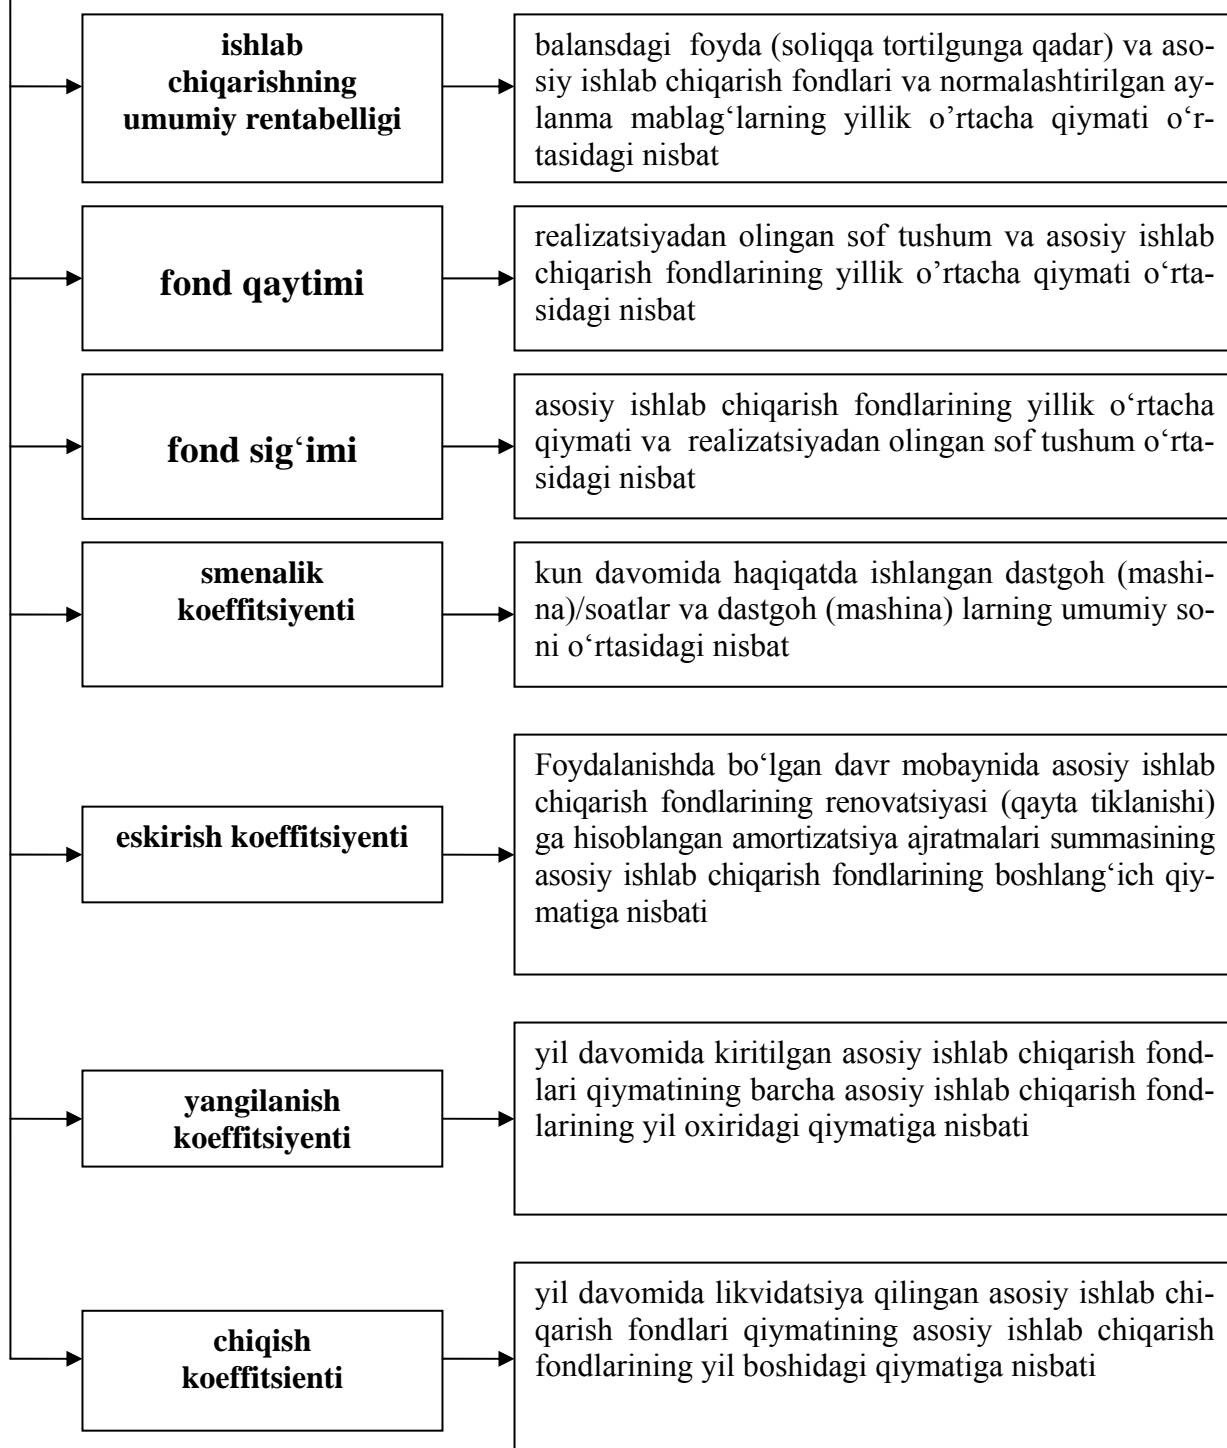 ishlab
chiqarishning
umumiy rentabelligi
balansdagi  foyda (soliqqa tortilgunga qadar) va aso-
siy ishlab chiqarish fondlari va normalashtirilgan ay-
lanma mablag‘larning yillik o’rtacha qiymati o‘r-
tasidagi nisbat
fond qaytimi
realizatsiyadan olingan sof tushum va asosiy ishlab
chiqarish fondlarining yillik o’rtacha qiymati o‘rta-
sidagi nisbat
fond sig‘imi
asosiy ishlab chiqarish fondlarining yillik o‘rtacha
qiymati va  realizatsiyadan olingan sof tushum o‘rta-
sidagi nisbat
smenalik
koeffitsiyenti
kun davomida haqiqatda ishlangan dastgoh (mashi-
na)/soatlar va dastgoh (mashina) larning umumiy so-
ni o‘rtasidagi nisbat
eskirish koeffitsiyenti
Foydalanishda bo‘lgan davr mobaynida asosiy ishlab
chiqarish fondlarining renovatsiyasi (qayta tiklanishi)
ga hisoblangan amortizatsiya ajratmalari summasining
asosiy ishlab chiqarish fondlarining boshlang‘ich qiy-
matiga nisbati
yangilanish
koeffitsiyenti
yil davomida kiritilgan asosiy ishlab chiqarish fond-
lari qiymatining barcha asosiy ishlab chiqarish fond-
larining yil oxiridagi qiymatiga nisbati
chiqish
koeffitsienti
yil davomida likvidatsiya qilingan asosiy ishlab chi-
qarish fondlari qiymatining asosiy ishlab chiqarish
fondlarining yil boshidagi qiymatiga nisbati